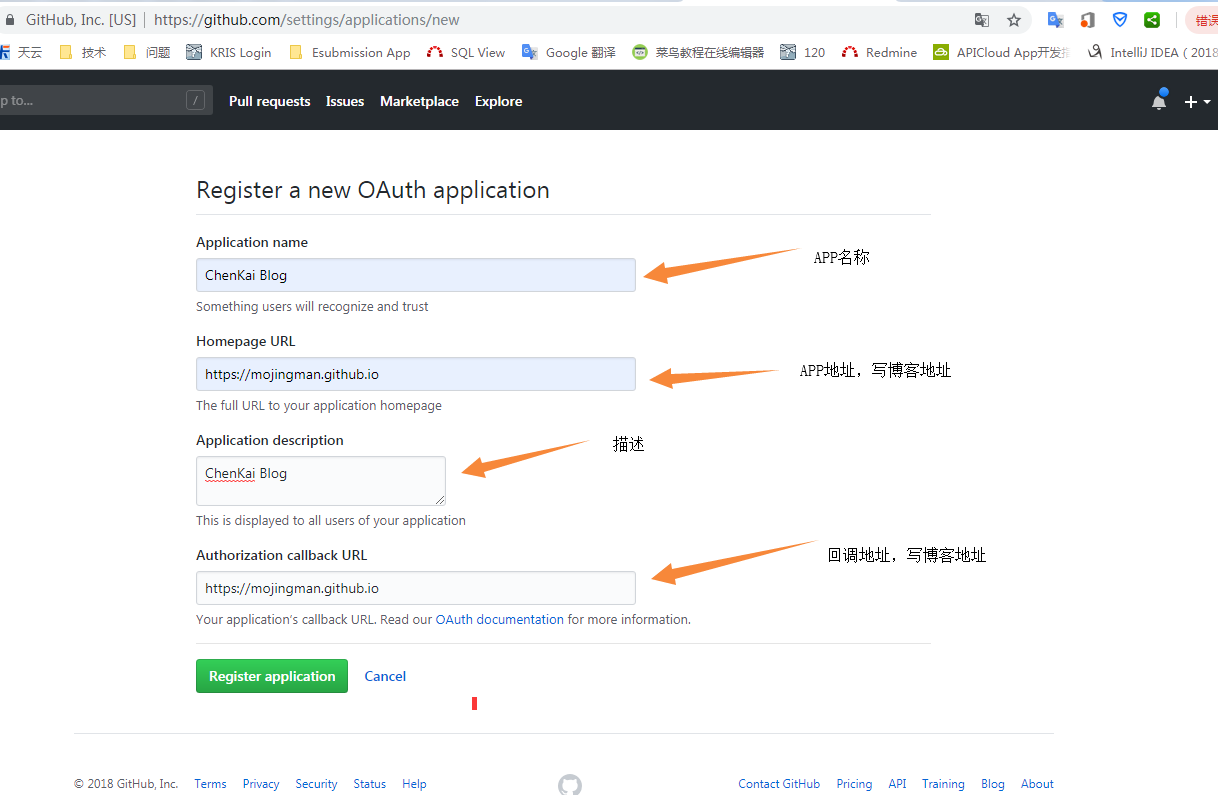 GitHub, Inc. [US] | https://github.com/settings/applications/new
错误
天云 技术 问题 KRIS Login Esubmission App SQL View Google 翻译 菜鸟教程在线编辑器 120 Redmine APICloud App开发 IntelliJ IDEA ( 2018
p to... / Pull requests Issues Marketplace Explore
Register a new OAuth application
Application name
ChenKai Blog
APP名称
Something users will recognize and trust
Homepage URL
https://mojingman.github.io
APP地址，写博客地址
The full URL to your application homepage
Application description
描述
ChenKai Blog
This is displayed to all users of your application
Authorization callback URL
回调地址，写博客地址
https://mojingman.github.io
Your application’s callback URL. Read our OAuth documentation for more information.
Register application Cancel
© 2018 GitHub, Inc. Terms Privacy Security Status Help Contact GitHub Pricing API Training Blog About